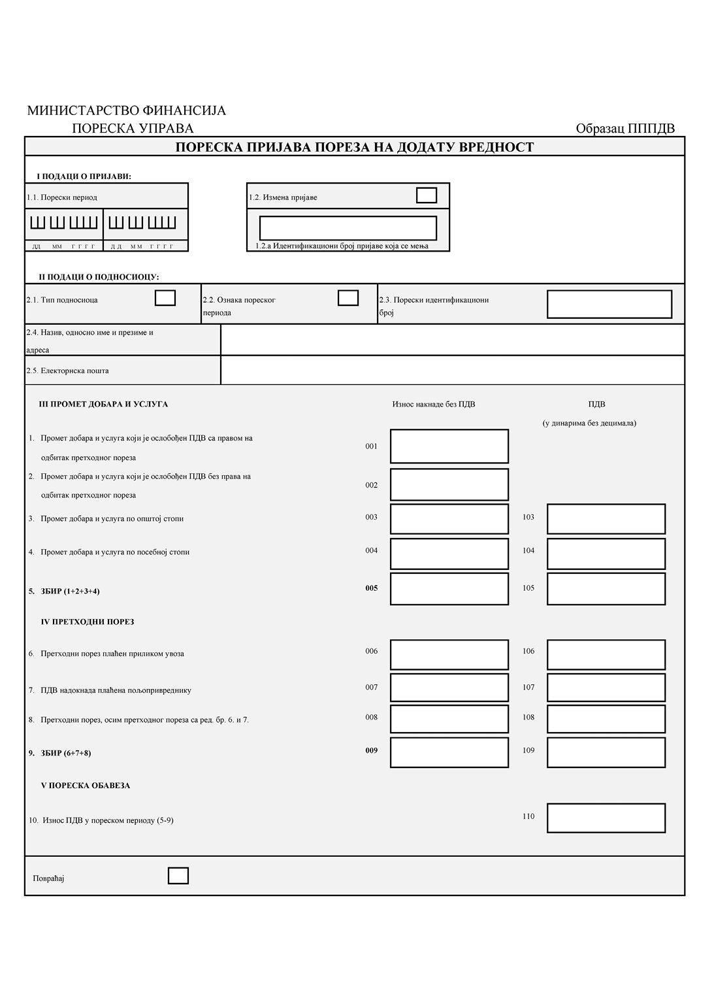 МИНИСТАРСТВО ФИНАНСИЈА
ПОРЕСКА УПРАВА
Образац ПППДВ
ПОРЕСКА ПРИЈАВА ПОРЕЗА НА ДОДАТУ ВРЕДНОСТ
I ПОДАЦИ О ПРИЈАВИ:
1.1. Порески период
1.2. Измена пријаве
ДД ММ Г Г Г Г Д Д М М Г Г Г Г
1.2.а Идентификациони број пријаве која се мења
II ПОДАЦИ О ПОДНОСИОЦУ:
2.1. Тип подносиоца
2.2. Ознака пореског
периода
2.3. Порески идентификациони
број
2.4. Назив, односно име и презиме и
адреса
2.5. Електорнска пошта
III ПРОМЕТ ДОБАРА И УСЛУГА
Износ накнаде без ПДВ
ПДВ
(у динарима без децимала)
1. Промет добара и услуга који је ослобођен ПДВ са правом на
одбитак претходног пореза
001
2. Промет добара и услуга који је ослобођен ПДВ без права на
одбитак претходног пореза
002
3. Промет добара и услуга по општој стопи 003 103
4. Промет добара и услуга по посебној стопи 004 104
5. ЗБИР (1+2+3+4) 005 105
IV ПРЕТХОДНИ ПОРЕЗ
6. Претходни порез плаћен приликом увоза 006 106
7. ПДВ надокнада плаћена пољопривреднику 007 107
8. Претходни порез, осим претходног пореза са ред. бр. 6. и 7. 008 108
9. ЗБИР (6+7+8) 009 109
V ПОРЕСКА ОБАВЕЗА
10. Износ ПДВ у пореском периоду (5-9) 110
Повраћај